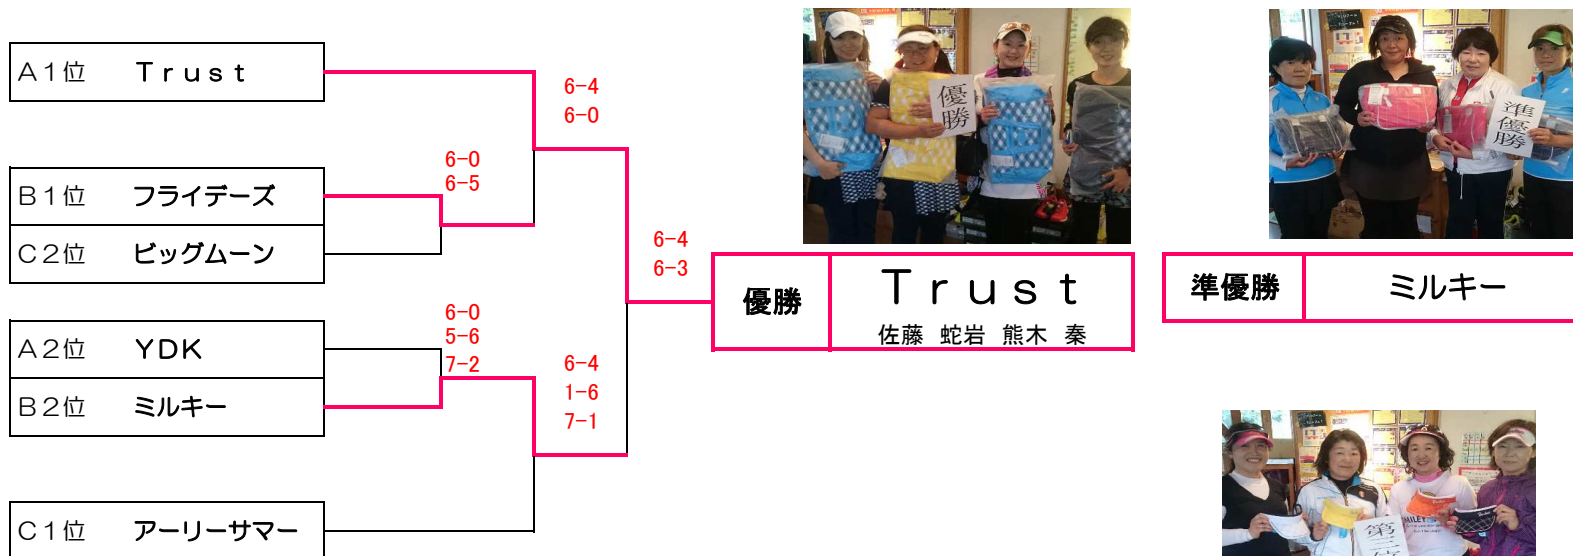 A1位 Trust
6-4
6-0
B1位 フライデーズ
6-0
6-5
C2位 ビッグムーン
6-4
6-3
優勝 Trust
佐藤 蛇岩 熊木 秦
準優勝 ミルキー
A2位 YDK
6-0
5-6
7-2
B2位 ミルキー
6-4
1-6
7-1
C1位 アーリーサマー
優勝
準優勝
第三